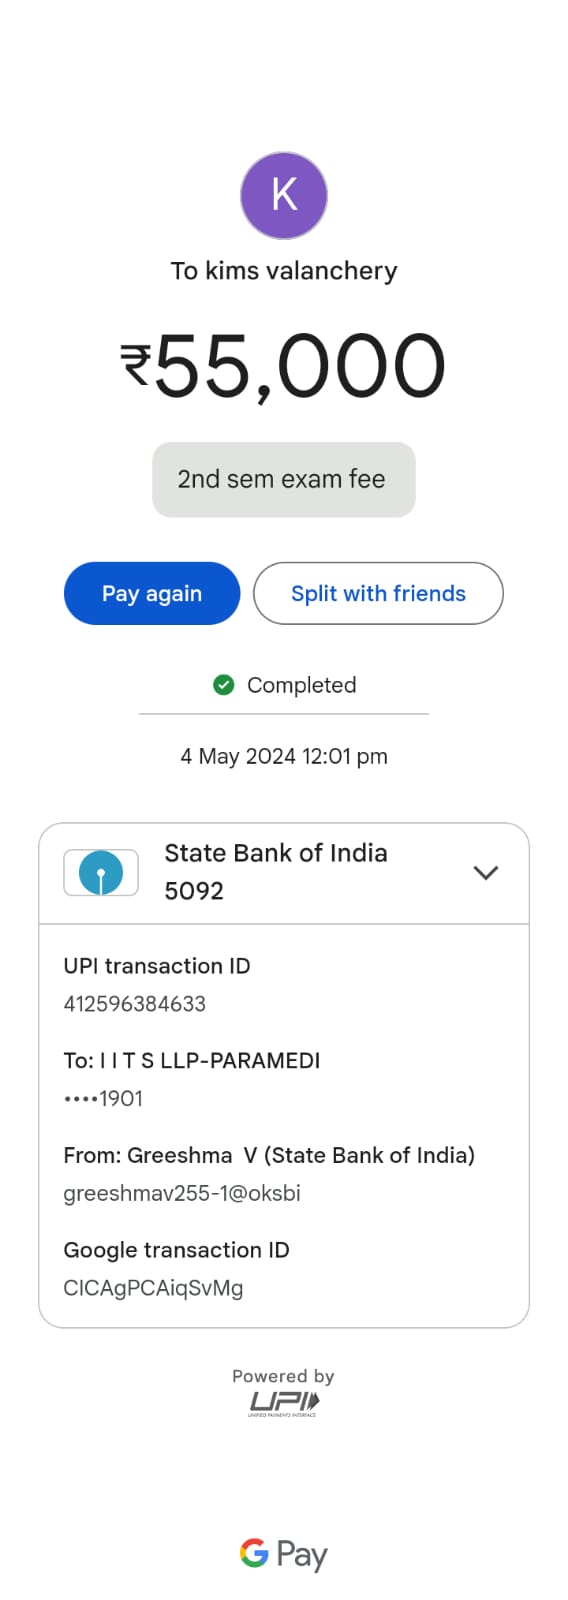 K
To kims valanchery
₹55,000
2nd sem exam fee
Pay again
Split with friends
Completed
4 May 2024 12:01 pm
State Bank of India
5092
UPI transaction ID
412596384633
To: I I T S LLP-PARAMEDI
••••1901
From: Greeshma  V (State Bank of India)
greeshmav255-1@oksbi
Google transaction ID
CICAgPCAiqSvMg
Powered by
UPI
UNIFIED PAYMENTS INTERFACE
G Pay